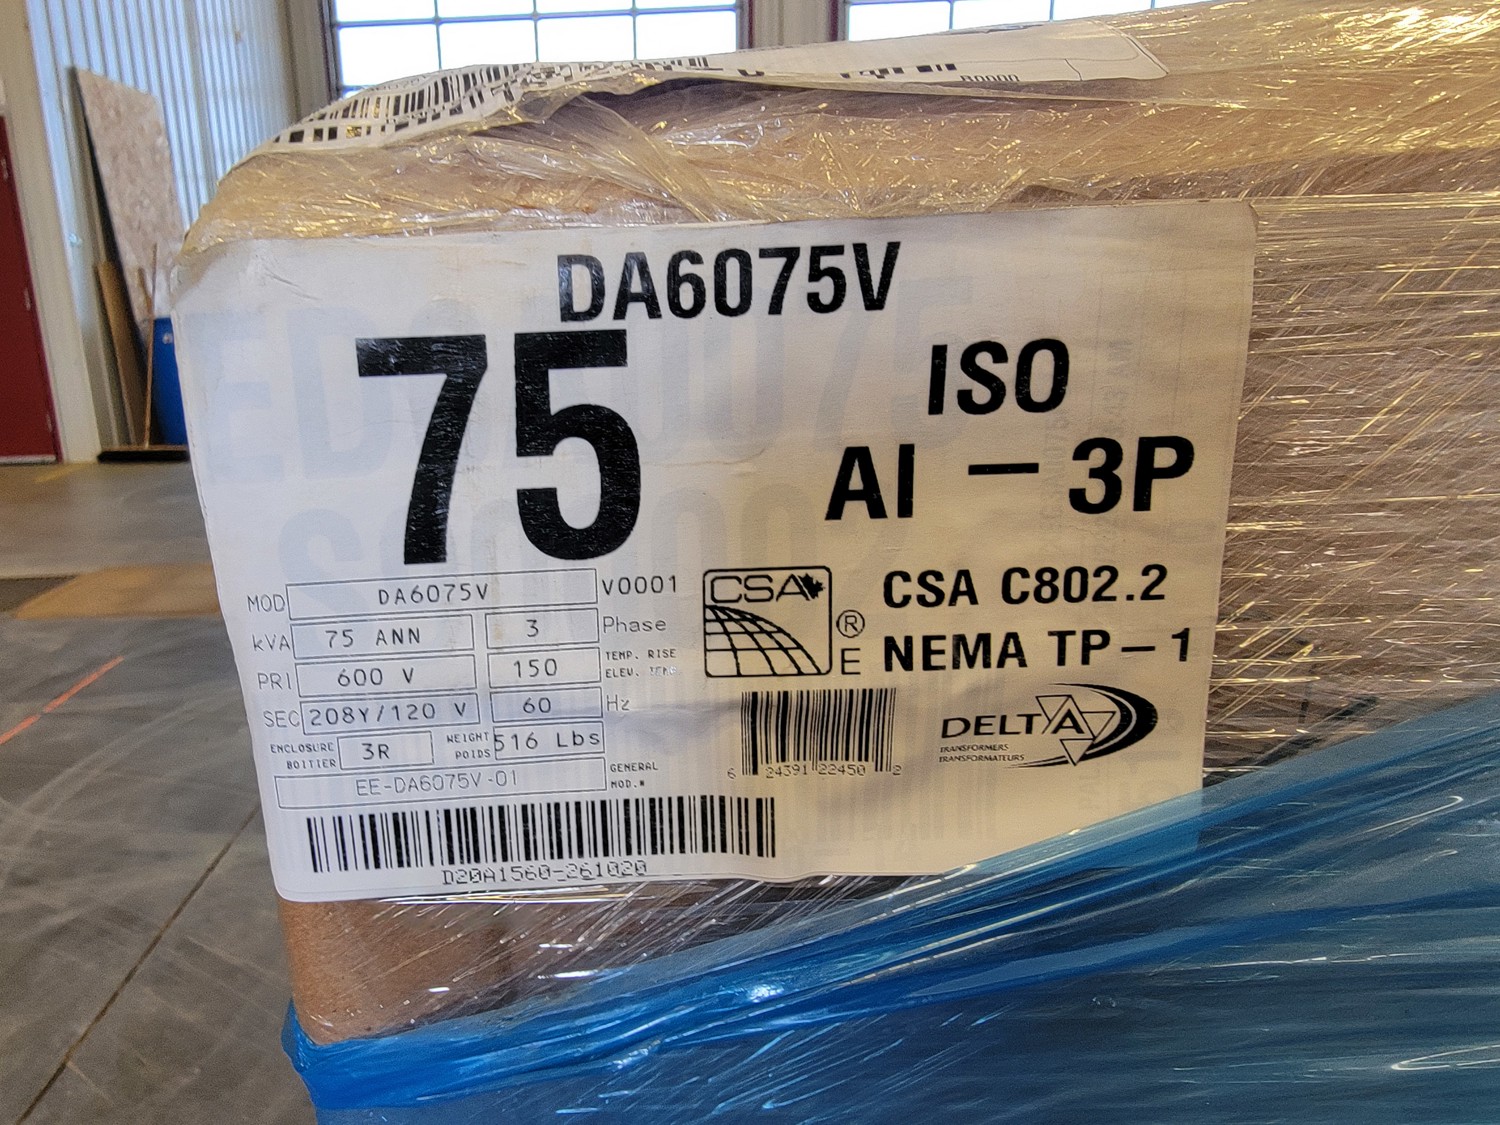 DA6075V
75
ISO
Al – 3P
MOD DA6075V V0001
kVA 75 ANN 3 Phase
PRI 600 V 150 TEMP. RISE
ELEV. TEMP.
SEC 208Y/120 V 60 Hz
ENCLOSURE
BOITIER 3R WEIGHT
POIDS 516 Lbs
EE-DA6075V-01 GENERAL
MOD.#
D20A1560-261020
CSA
®
E
CSA C802.2
NEMA TP–1
6 24391 22450 2
DELTA
TRANSFORMERS
TRANSFORMATEURS